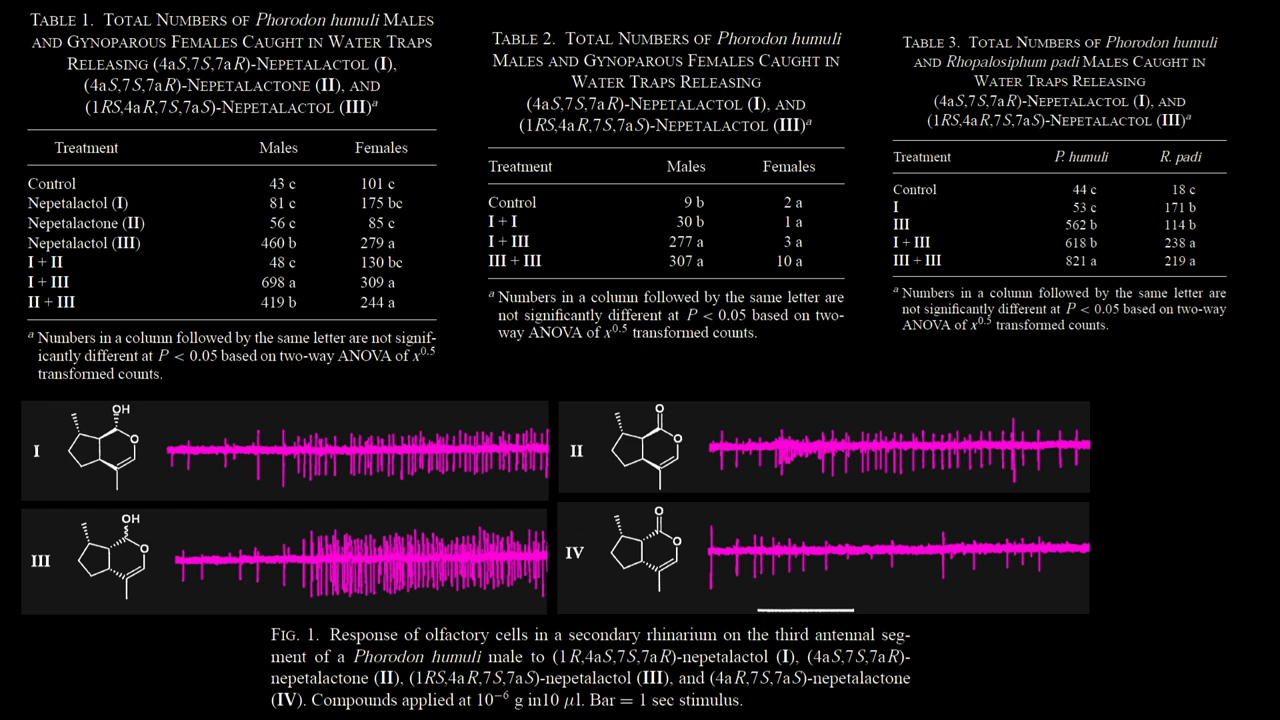 TABLE 1. TOTAL NUMBERS OF Phorodon humuli MALES
AND GYNOPAROUS FEMALES CAUGHT IN WATER TRAPS
RELEASING (4aS,7S,7aR)-NEPETALACTOL (I),
(4aS,7S,7aR)-NEPETALACTONE (II), AND
(1RS,4aR,7S,7aS)-NEPETALACTOL (III)a
Treatment Males Females
Control 43 c 101 c
Nepetalactol (I) 81 c 175 bc
Nepetalactone (II) 56 c 85 c
Nepetalactol (III) 460 b 279 a
I + II 48 c 130 bc
I + III 698 a 309 a
II + III 419 b 244 a
a Numbers in a column followed by the same letter are not signif-
icantly different at P < 0.05 based on two-way ANOVA of x0.5
transformed counts.
TABLE 2. TOTAL NUMBERS OF Phorodon humuli
MALES AND GYNOPAROUS FEMALES CAUGHT IN
WATER TRAPS RELEASING
(4aS,7S,7aR)-NEPETALACTOL (I), AND
(1RS,4aR,7S,7aS)-NEPETALACTOL (III)a
Treatment Males Females
Control 9 b 2 a
I + I 30 b 1 a
I + III 277 a 3 a
III + III 307 a 10 a
a Numbers in a column followed by the same letter are
not significantly different at P < 0.05 based on two-
way ANOVA of x0.5 transformed counts.
TABLE 3. TOTAL NUMBERS OF Phorodon humuli
AND Rhopalosiphum padi MALES CAUGHT IN
WATER TRAPS RELEASING
(4aS,7S,7aR)-NEPETALACTOL (I), AND
(1RS,4aR,7S,7aS)-NEPETALACTOL (III)a
Treatment P. humuli R. padi
Control 44 c 18 c
I 53 c 171 b
III 562 b 114 b
I + III 618 b 238 a
III + III 821 a 219 a
a Numbers in a column followed by the same letter are
not significantly different at P < 0.05 based on two-way
ANOVA of x0.5 transformed counts.
I
OH
O
II
O
O
III
OH
O
IV
O
O
FIG. 1. Response of olfactory cells in a secondary rhinarium on the third antennal seg-
ment of a Phorodon humuli male to (1R,4aS,7S,7aR)-nepetalactol (I), (4aS,7S,7aR)-
nepetalactone (II), (1RS,4aR,7S,7aS)-nepetalactol (III), and (4aR,7S,7aS)-nepetalactone
(IV). Compounds applied at 10−6 g in10 μl. Bar = 1 sec stimulus.